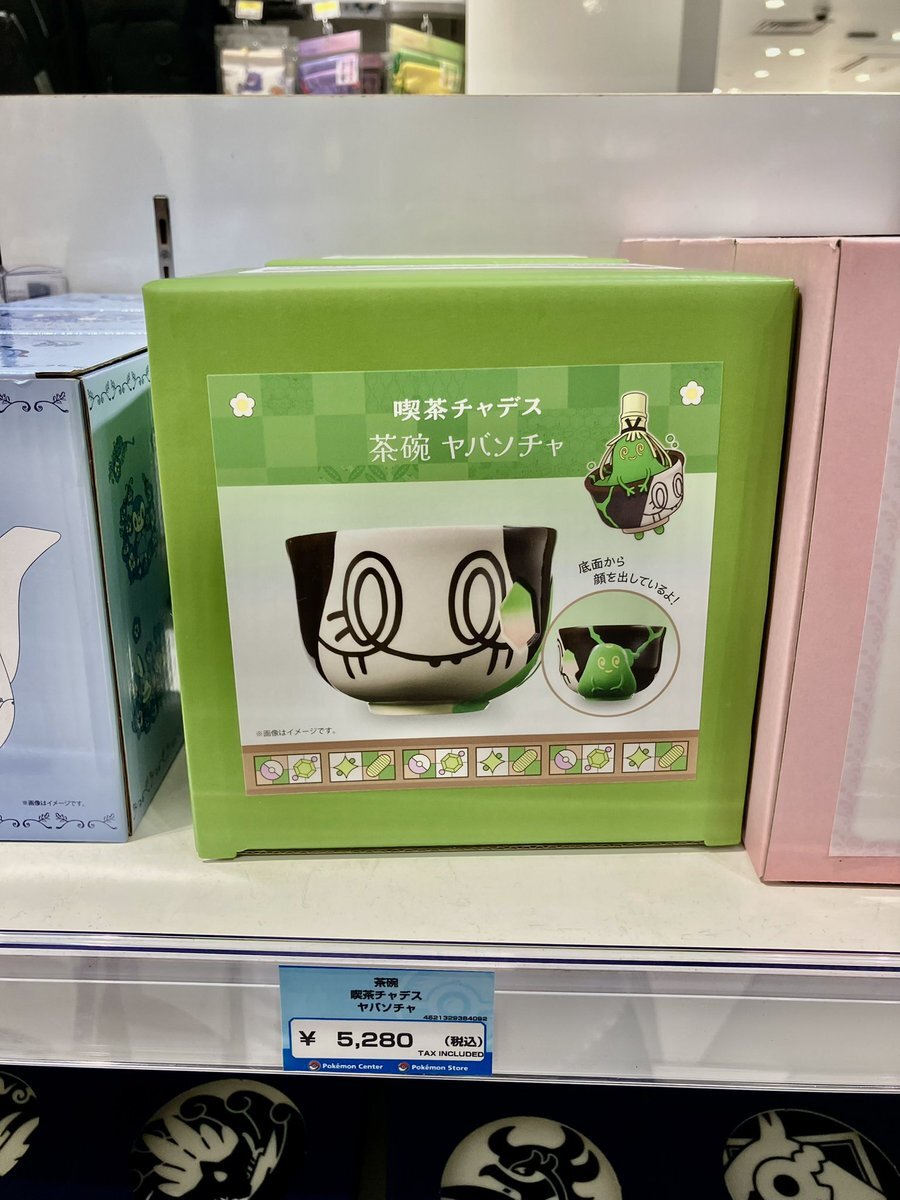 喫茶チャデス
茶碗 ヤバソチャ
底面から
顔を出しているよ!
※画像はイメージです。
※画像はイメージです。
茶碗
喫茶チャデス
ヤバソチャ
4521329384092
¥ 5,280 (税込)
TAX INCLUDED
Pokémon Center Pokémon Store